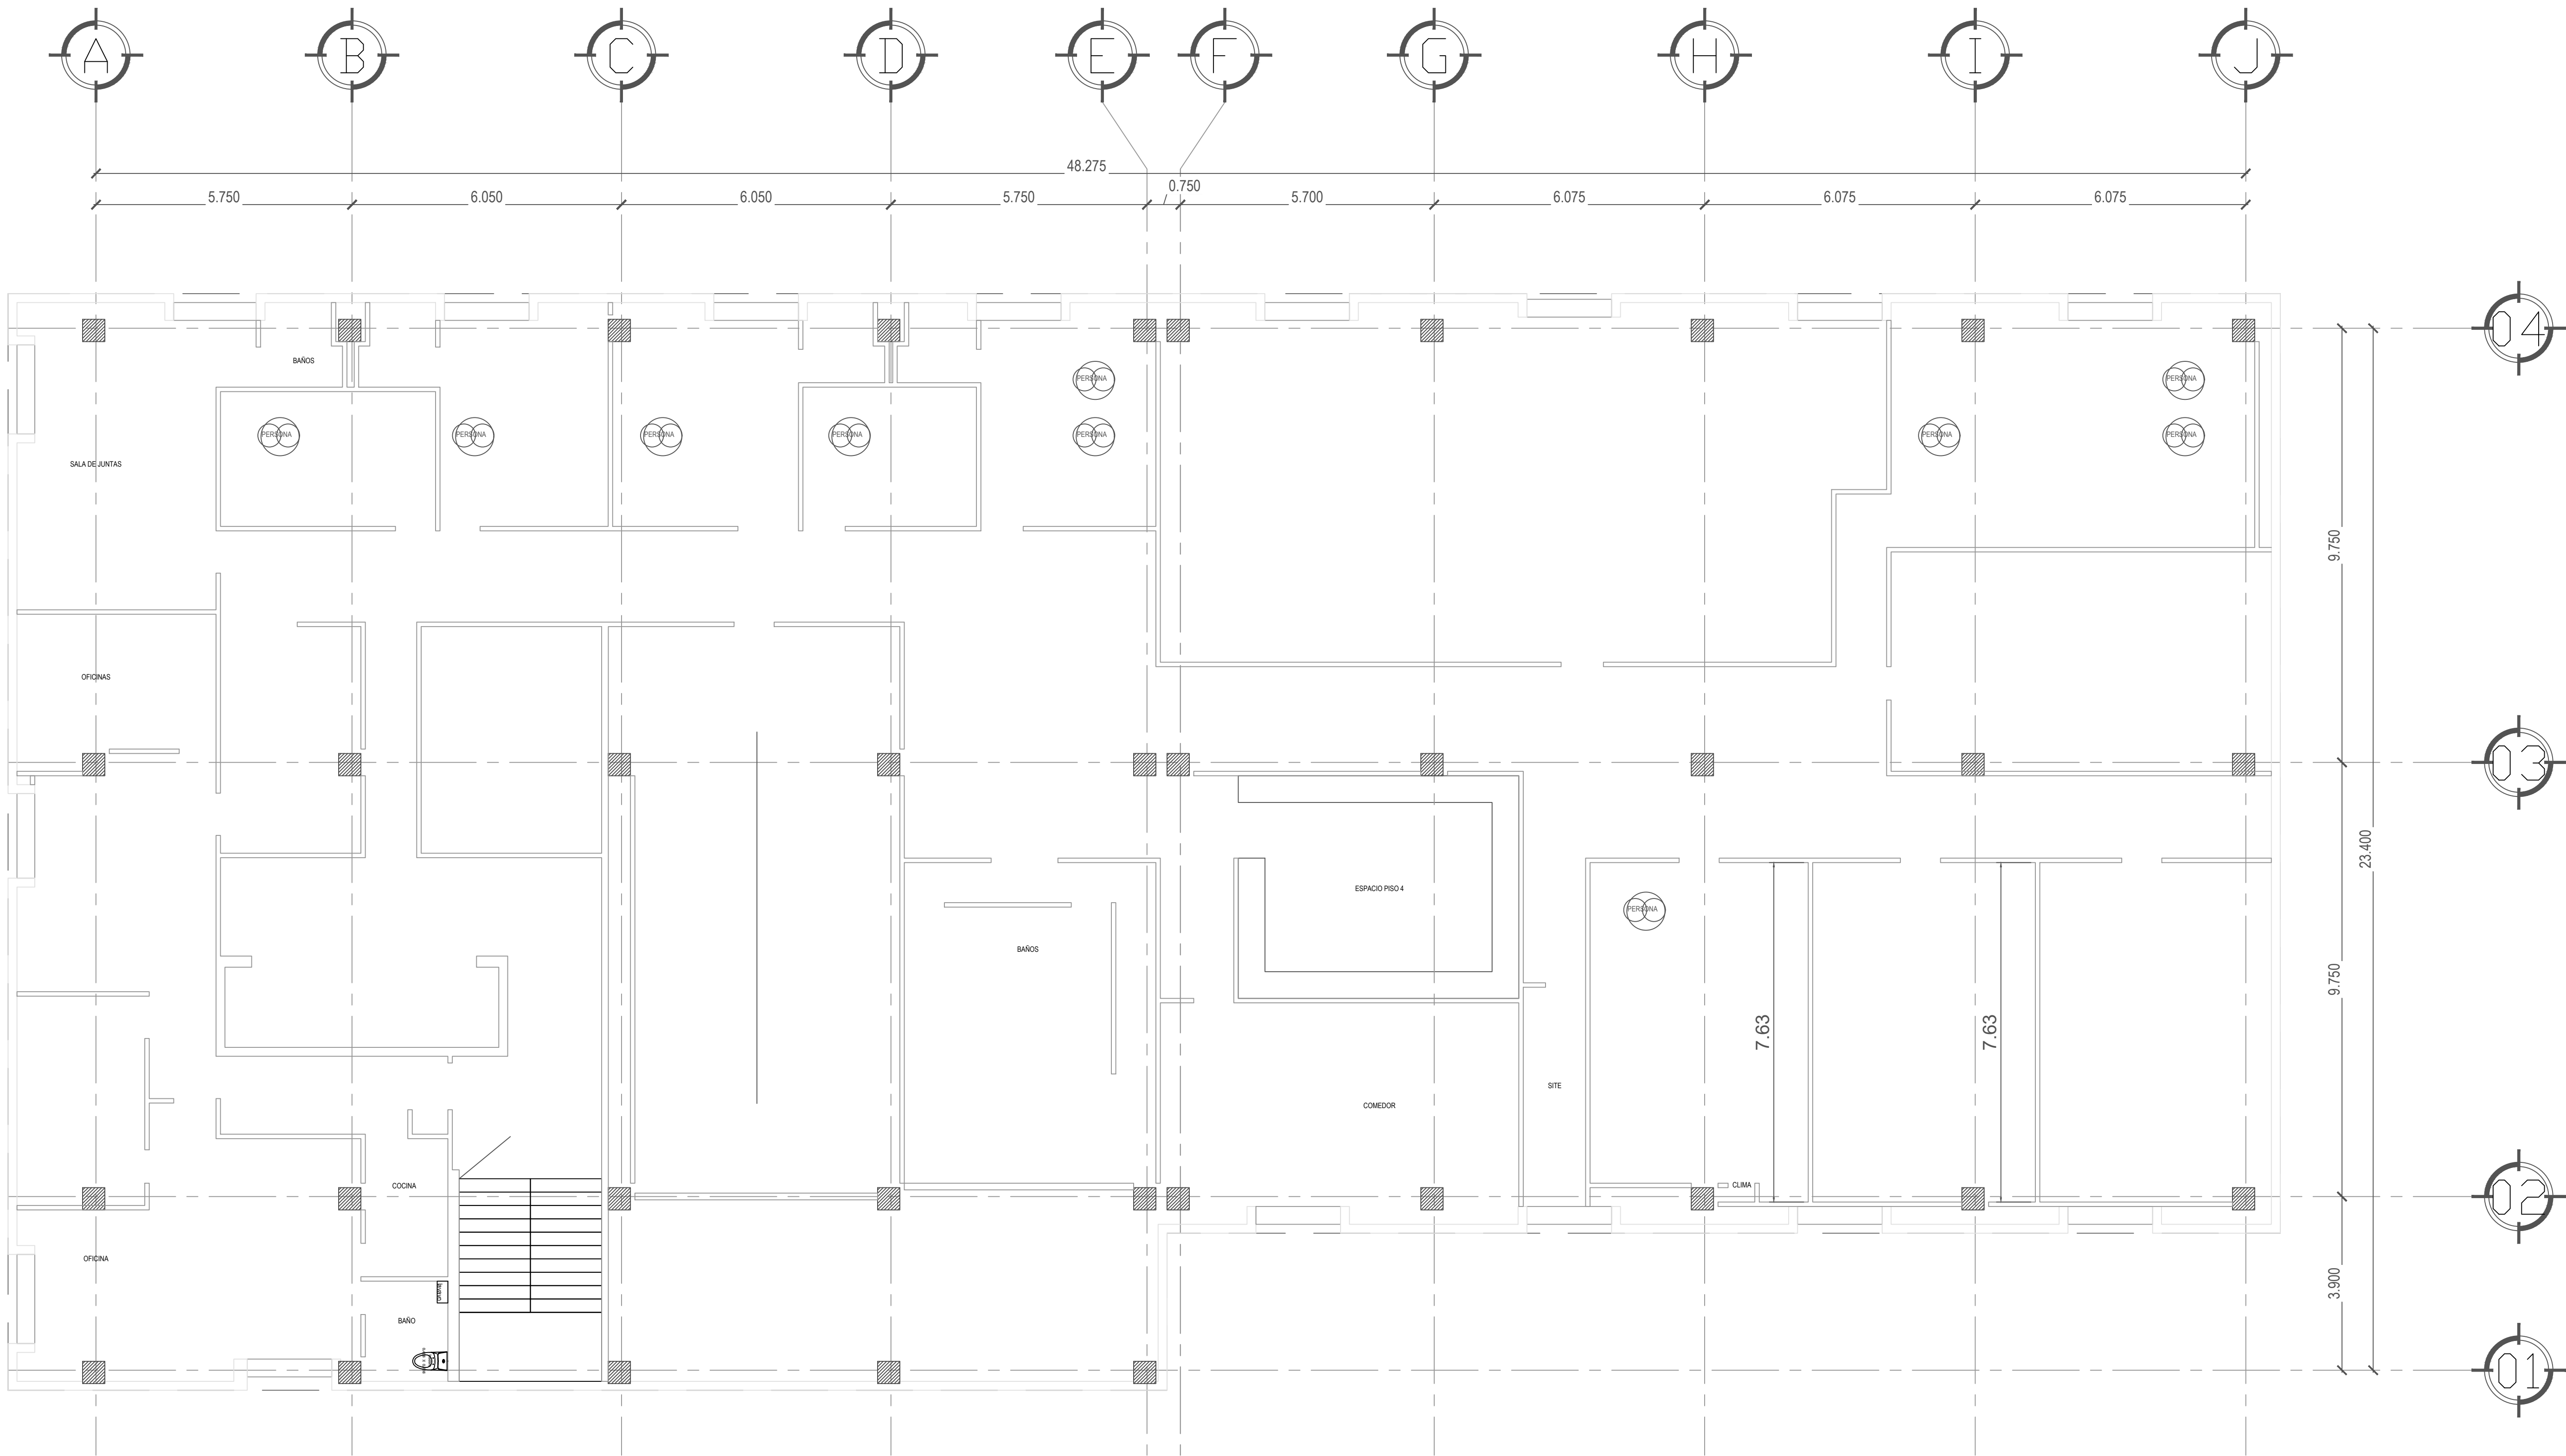 A B C D E F G H I J
48.275
5.750 6.050 6.050 5.750 0.750 5.700 6.075 6.075 6.075
04
BAÑOS
PERSONA PERSONA
PERSONA PERSONA PERSONA PERSONA PERSONA PERSONA PERSONA
SALA DE JUNTAS
9.750
OFICINAS
03
23.400
ESPACIO PISO 4
PERSONA
BAÑOS
9.750
7.63 7.63
SITE
COMEDOR
COCINA
CLIMA
02
OFICINA
3.900
BAÑO
01